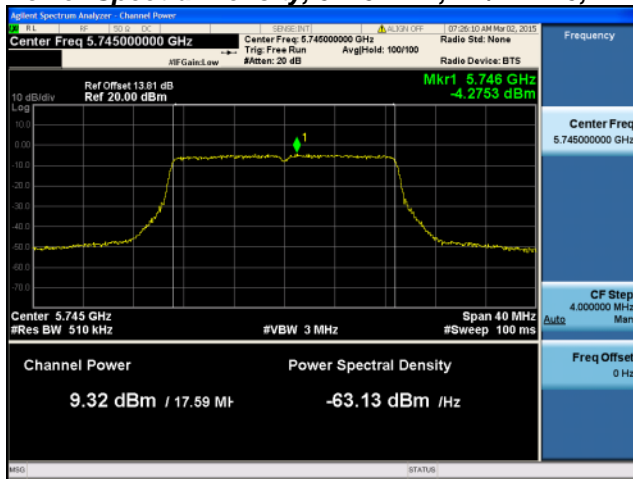 Agilent Spectrum Analyzer - Channel Power
RL RF 50 Ω DC SENSE:INT ALIGN OFF 07:26:10 AM Mar 02, 2015
Center Freq 5.745000000 GHz
Center Freq: 5.745000000 GHz
Radio Std: None
Trig: Free Run Avg|Hold: 100/100
#IFGain:Low #Atten: 20 dB Radio Device: BTS
Frequency
Mkr1 5.746 GHz
-4.2753 dBm
Ref Offset 13.81 dB
10 dB/div Ref 20.00 dBm
Log
10.0
0.00
-10.0
-20.0
-30.0
-40.0
-50.0
-60.0
-70.0
1
Center Freq
5.745000000 GHz
Center 5.745 GHz Span 40 MHz
#Res BW 510 kHz #VBW 3 MHz #Sweep 100 ms
CF Step
4.000000 MHz
Auto Man
Freq Offset
0 Hz
Channel Power Power Spectral Density
9.32 dBm / 17.59 MH -63.13 dBm /Hz
MSG STATUS